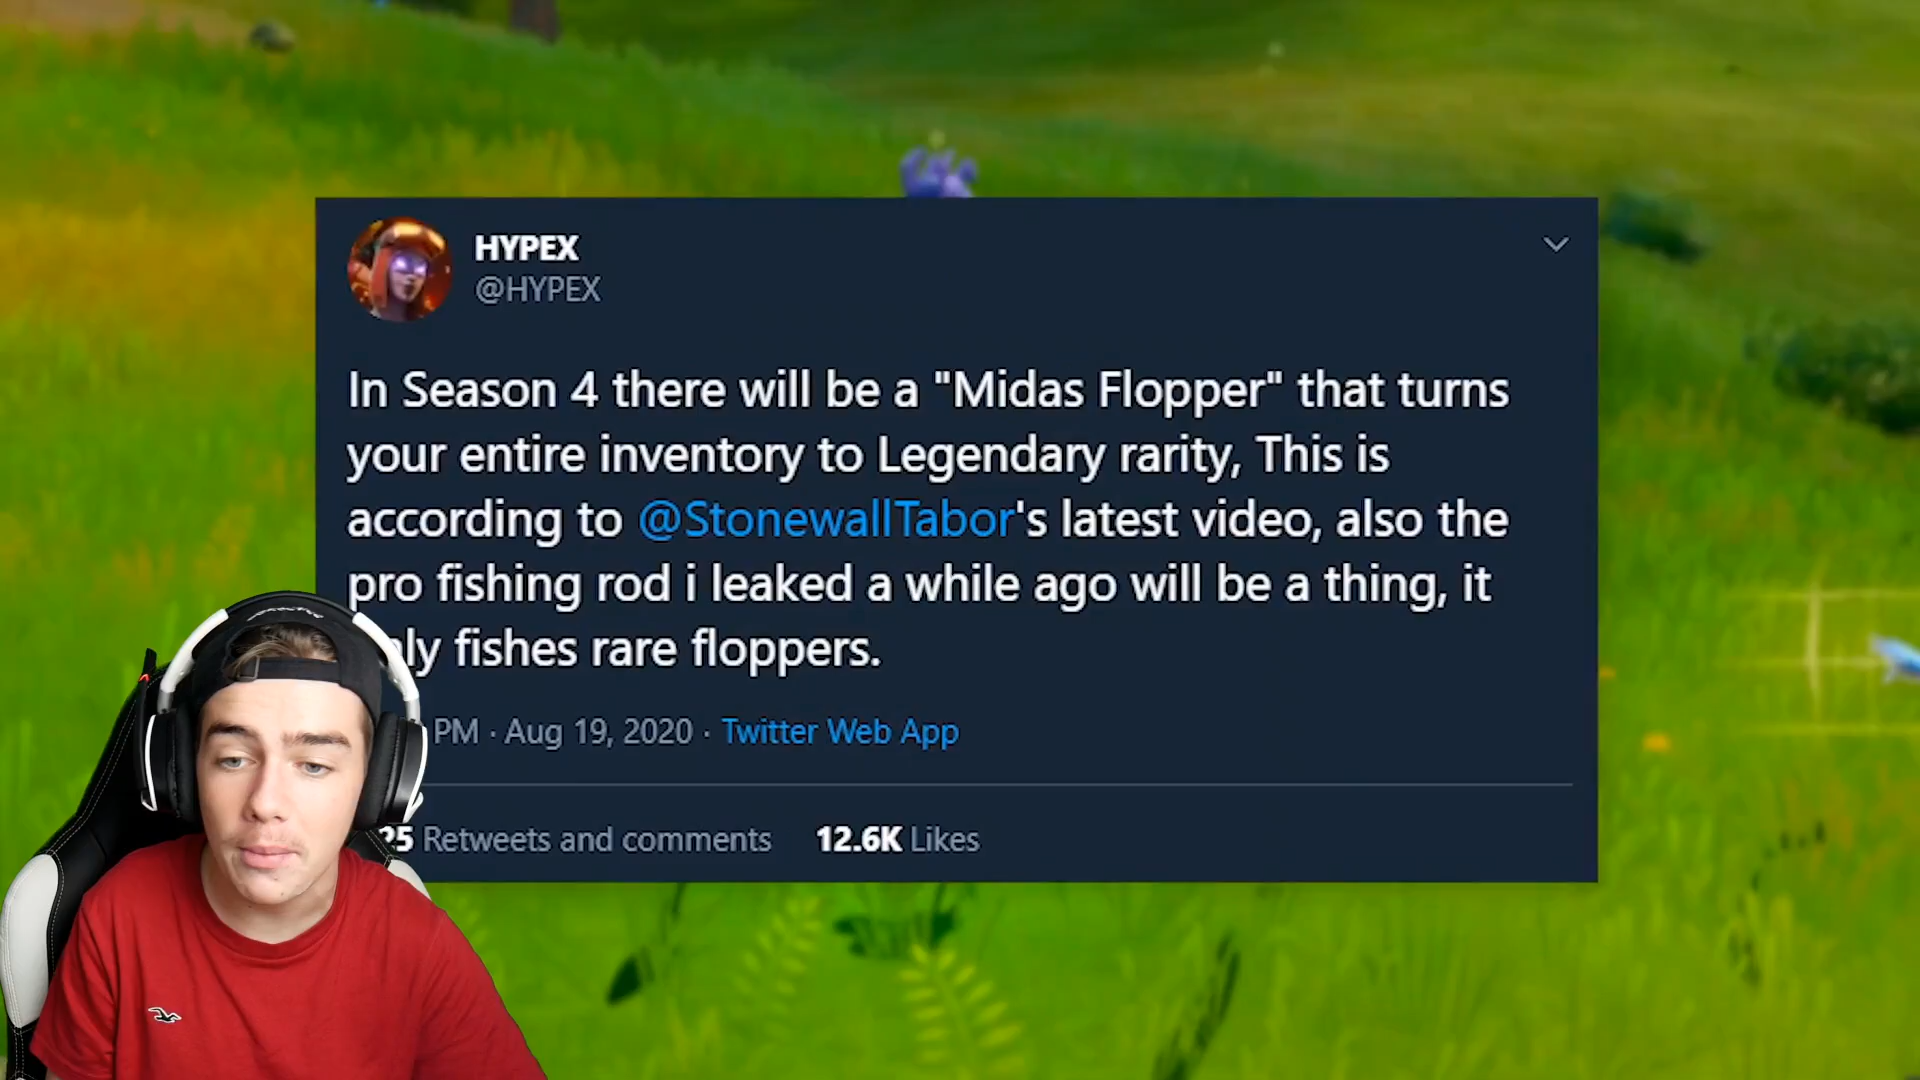 HYPEX
@HYPEX
In Season 4 there will be a "Midas Flopper" that turns
your entire inventory to Legendary rarity, This is
according to @StonewallTabor's latest video, also the
pro fishing rod i leaked a while ago will be a thing, it
fishes rare floppers.
PM · Aug 19, 2020 · Twitter Web App
Retweets and comments 12.6K Likes